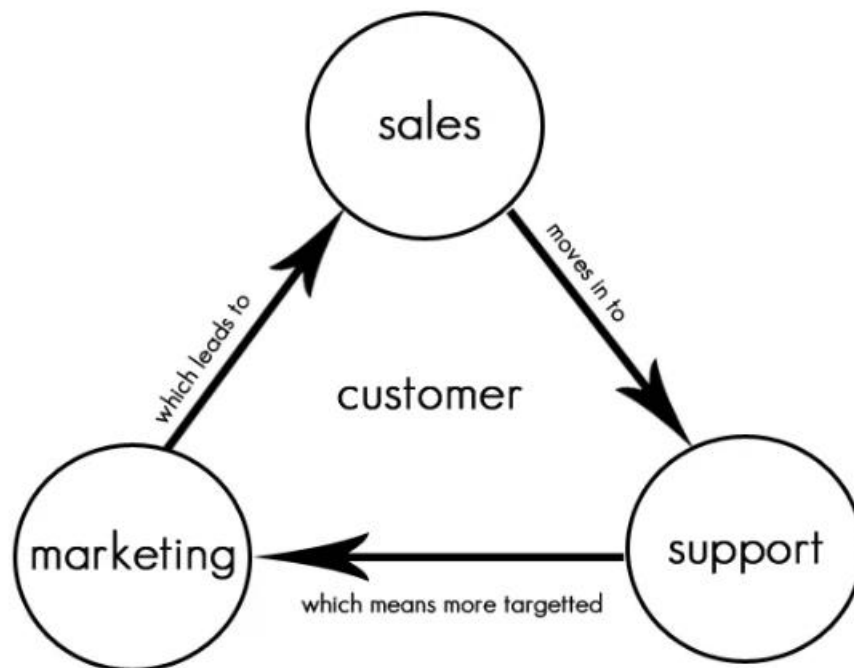 sales
moves in to
which leads to
customer
marketing
support
which means more targetted